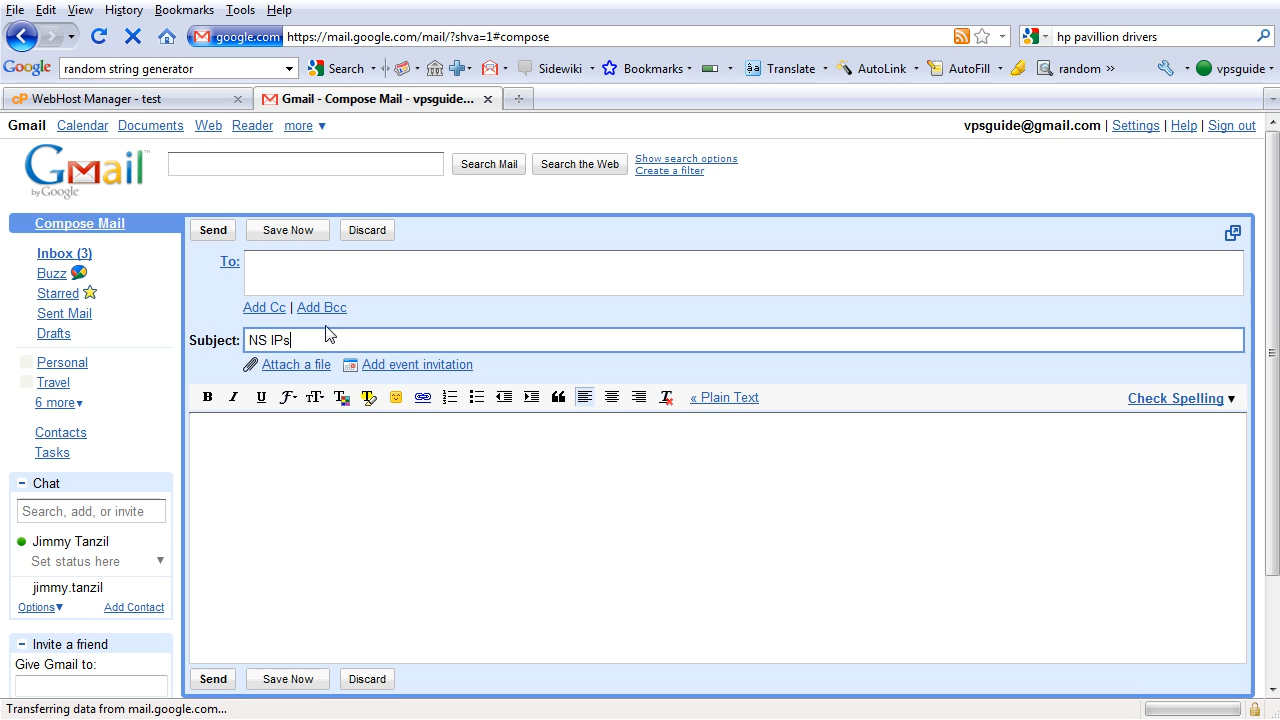 File Edit View History Bookmarks Tools Help
google.com https://mail.google.com/mail/?shva=1#compose hp pavillion drivers
Google random string generator Search Sidewiki Bookmarks Translate AutoLink AutoFill random » vpsguide
cP WebHost Manager - test Gmail - Compose Mail - vpsguide...
Gmail Calendar Documents Web Reader more ▼ vpsguide@gmail.com | Settings | Help | Sign out
Gmail by Google™ Search Mail Search the Web Show search options
Create a filter
Compose Mail Send Save Now Discard
Inbox (3)
Buzz
Starred
Sent Mail
Drafts
Personal
Travel
6 more▼
Contacts
Tasks
To:
Add Cc | Add Bcc
Subject: NS IPs
Attach a file Add event invitation
B I U « Plain Text Check Spelling ▼
− Chat
Search, add, or invite
Jimmy Tanzil
Set status here ▼
jimmy.tanzil
Options▼ Add Contact
− Invite a friend
Give Gmail to:
Send Save Now Discard
Transferring data from mail.google.com...